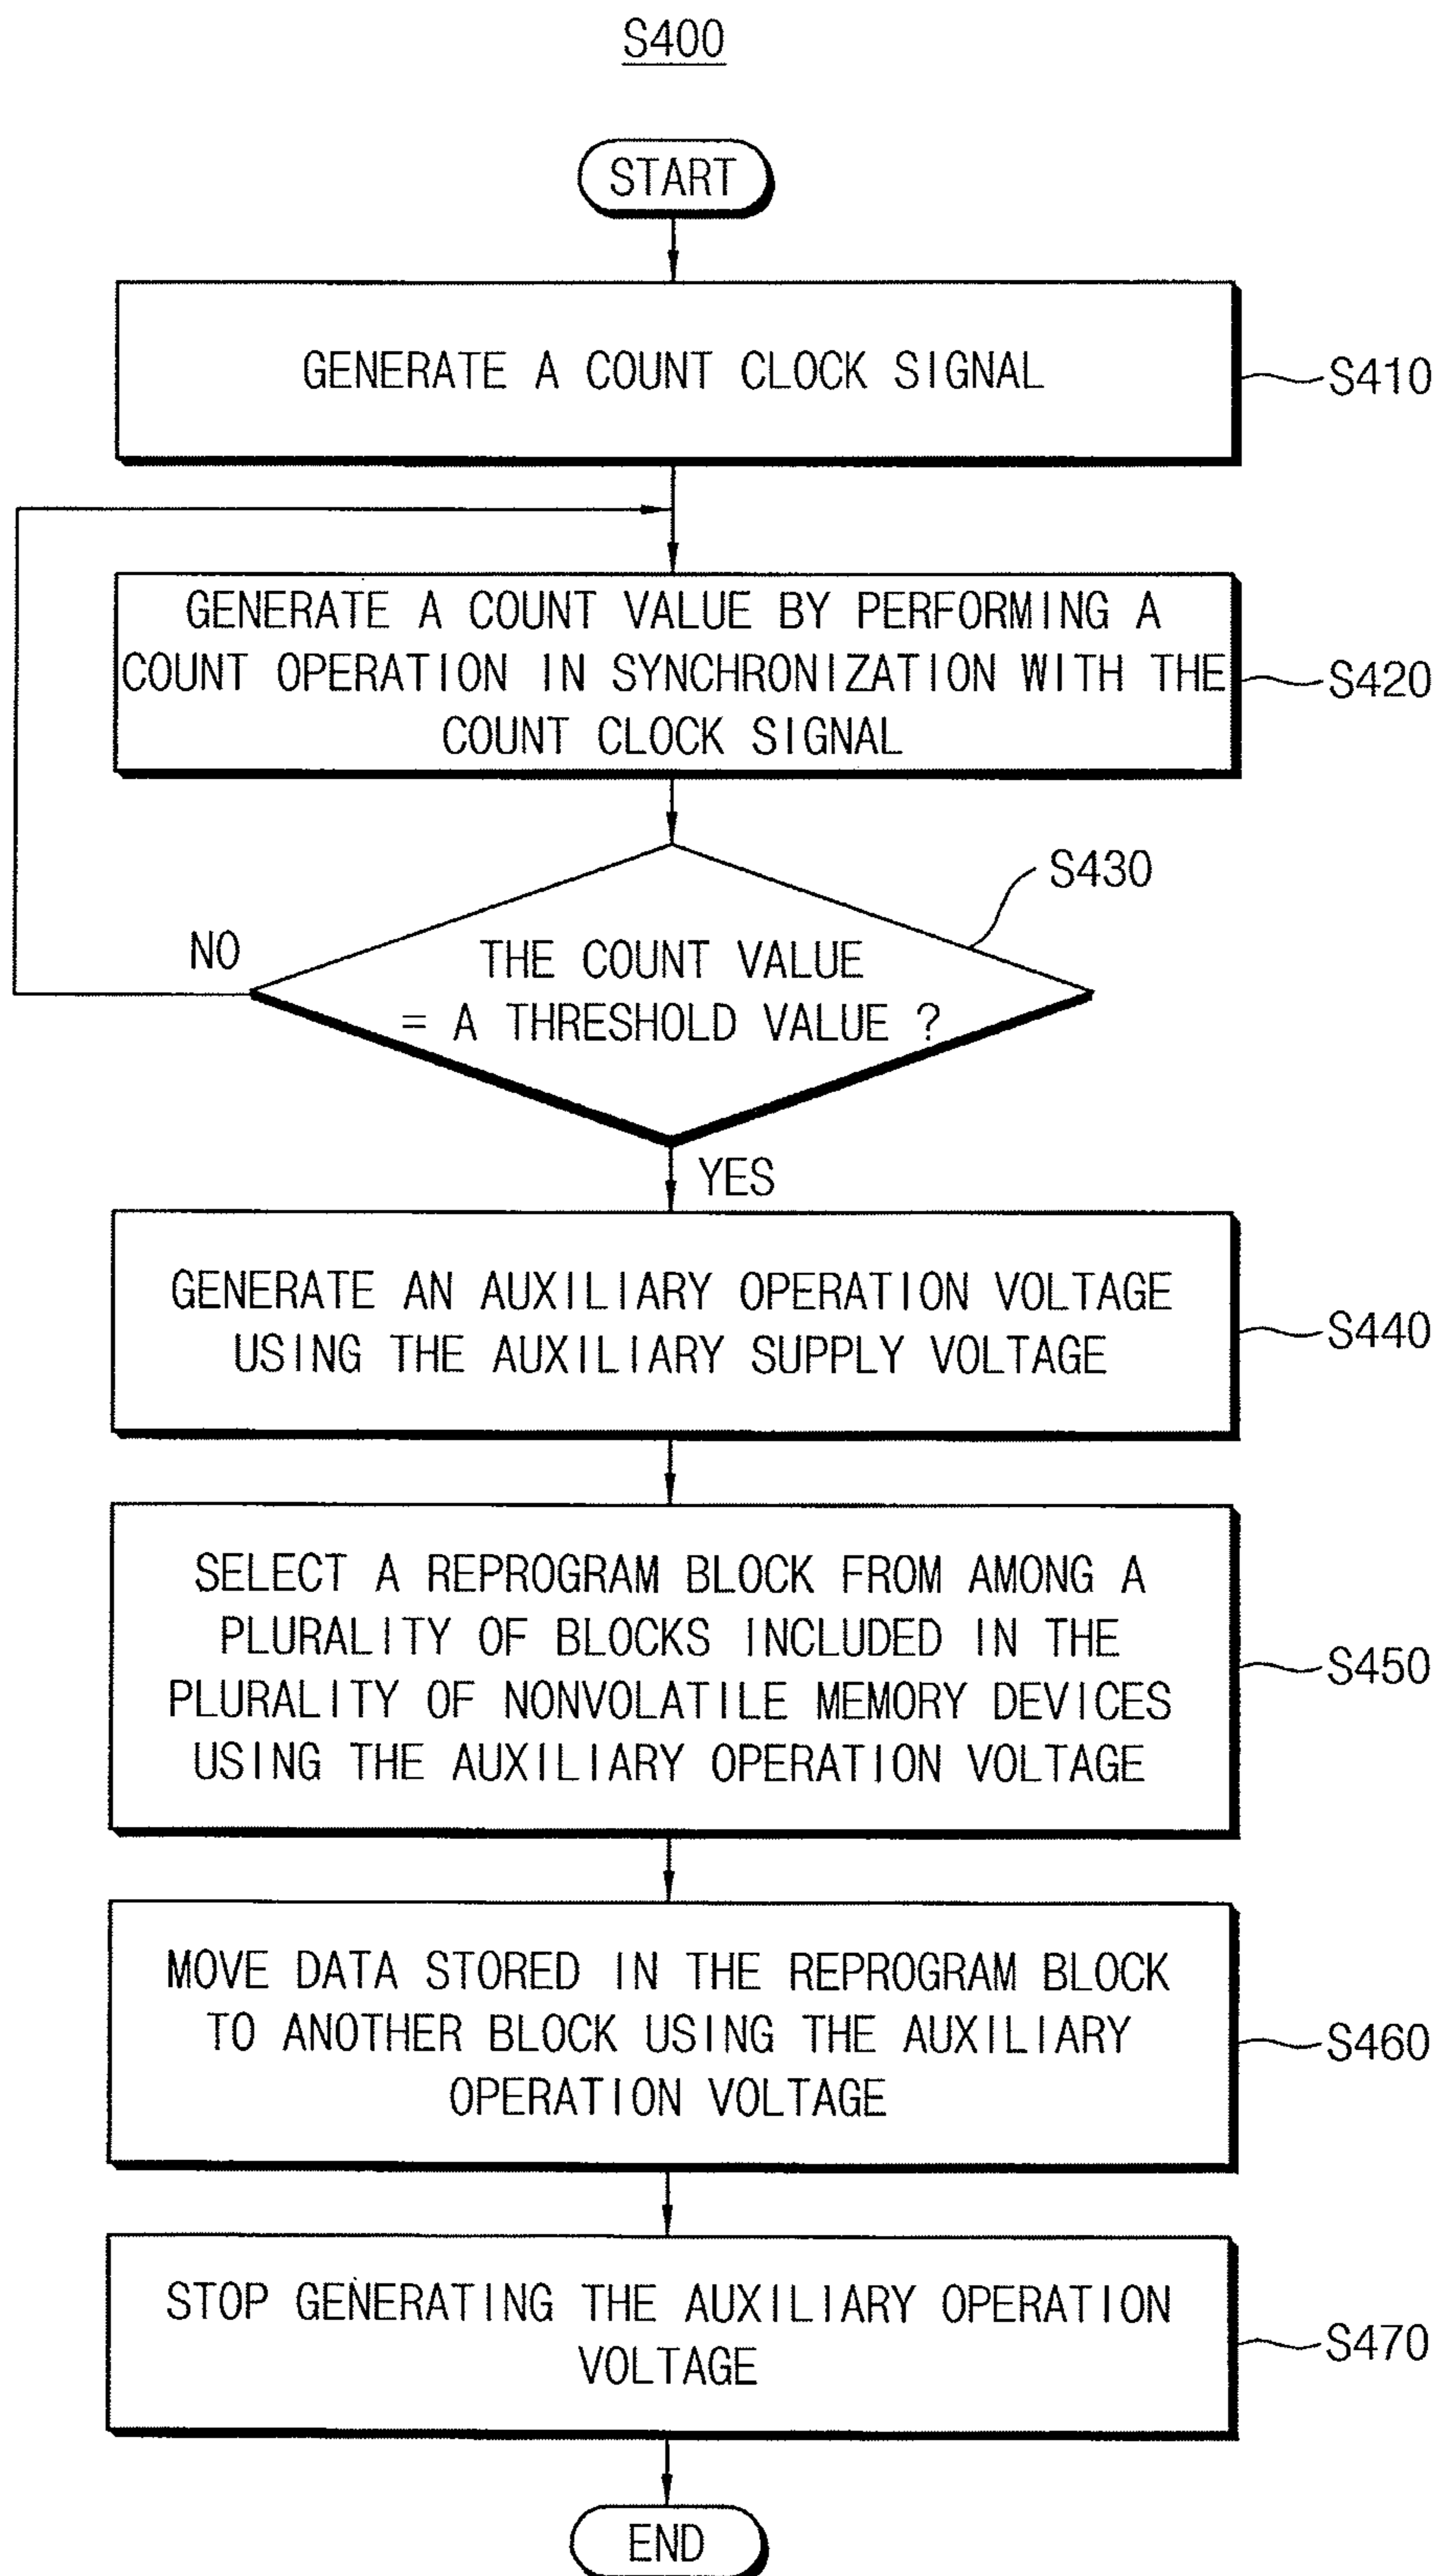 S400
START
GENERATE A COUNT CLOCK SIGNAL
S410
GENERATE A COUNT VALUE BY PERFORMING A
COUNT OPERATION IN SYNCHRONIZATION WITH THE
COUNT CLOCK SIGNAL
S420
S430
NO
THE COUNT VALUE
= A THRESHOLD VALUE ?
YES
GENERATE AN AUXILIARY OPERATION VOLTAGE
USING THE AUXILIARY SUPPLY VOLTAGE
S440
SELECT A REPROGRAM BLOCK FROM AMONG A
PLURALITY OF BLOCKS INCLUDED IN THE
PLURALITY OF NONVOLATILE MEMORY DEVICES
USING THE AUXILIARY OPERATION VOLTAGE
S450
MOVE DATA STORED IN THE REPROGRAM BLOCK
TO ANOTHER BLOCK USING THE AUXILIARY
OPERATION VOLTAGE
S460
STOP GENERATING THE AUXILIARY OPERATION
VOLTAGE
S470
END